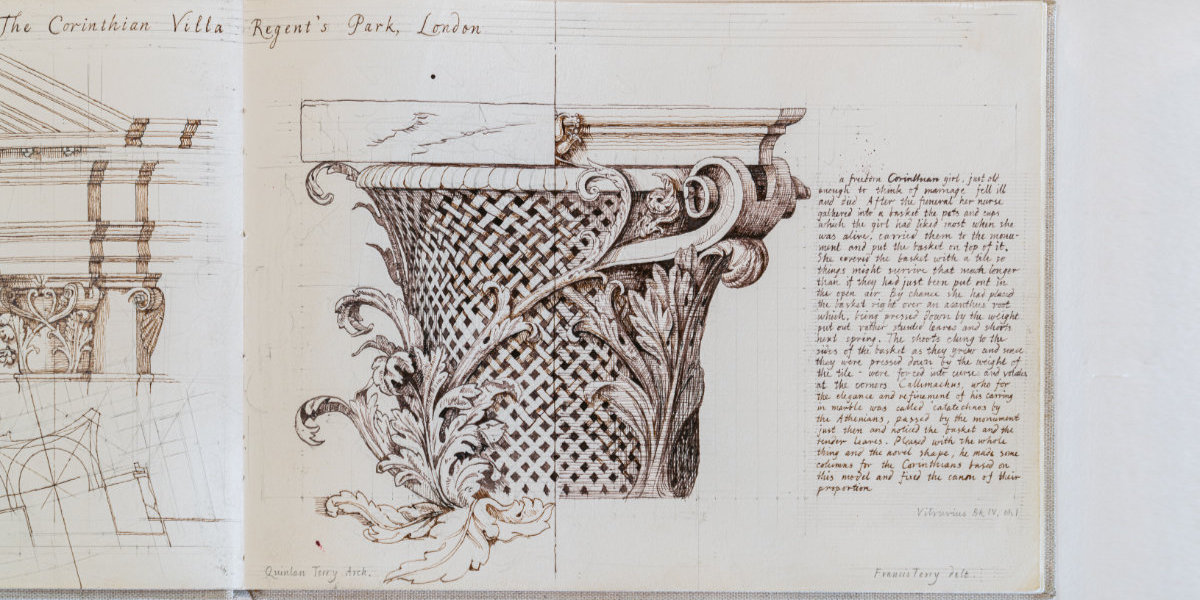 The Corinthian Villa Regent's Park, London
a freeborn Corinthian girl, just old
enough to think of marriage fell ill
and died After the funeral her nurse
gathered into a basket the pots and cups
which the girl had liked most when she
was alive, carried them to the monu-
ment and put the basket on top of it.
She covered the basket with a tile so
things might survive that much longer
than if they had just been put out in
the open air By chance she had placed
the basket right over an acanthus root
which, being pressed down by the weight
put out rather stunted leaves and shoots
next spring. The shoots clung to the
sides of the basket as they grew and since
they were pressed down by the weight of
the tile - were forced into curves and volutes
at the corners Callimachus, who for
the elegance and refinement of his carving
in marble was called catatechnos by
the Athenians, passed by the monument
just then and noticed the basket and the
tender leaves. Pleased with the whole
thing and the novel shape, he made some
columns for the Corinthians based on
this model and fixed the canon of their
proportion
Vitruvius Bk IV, ch I
Quinlan Terry Arch.
Francis Terry delt.